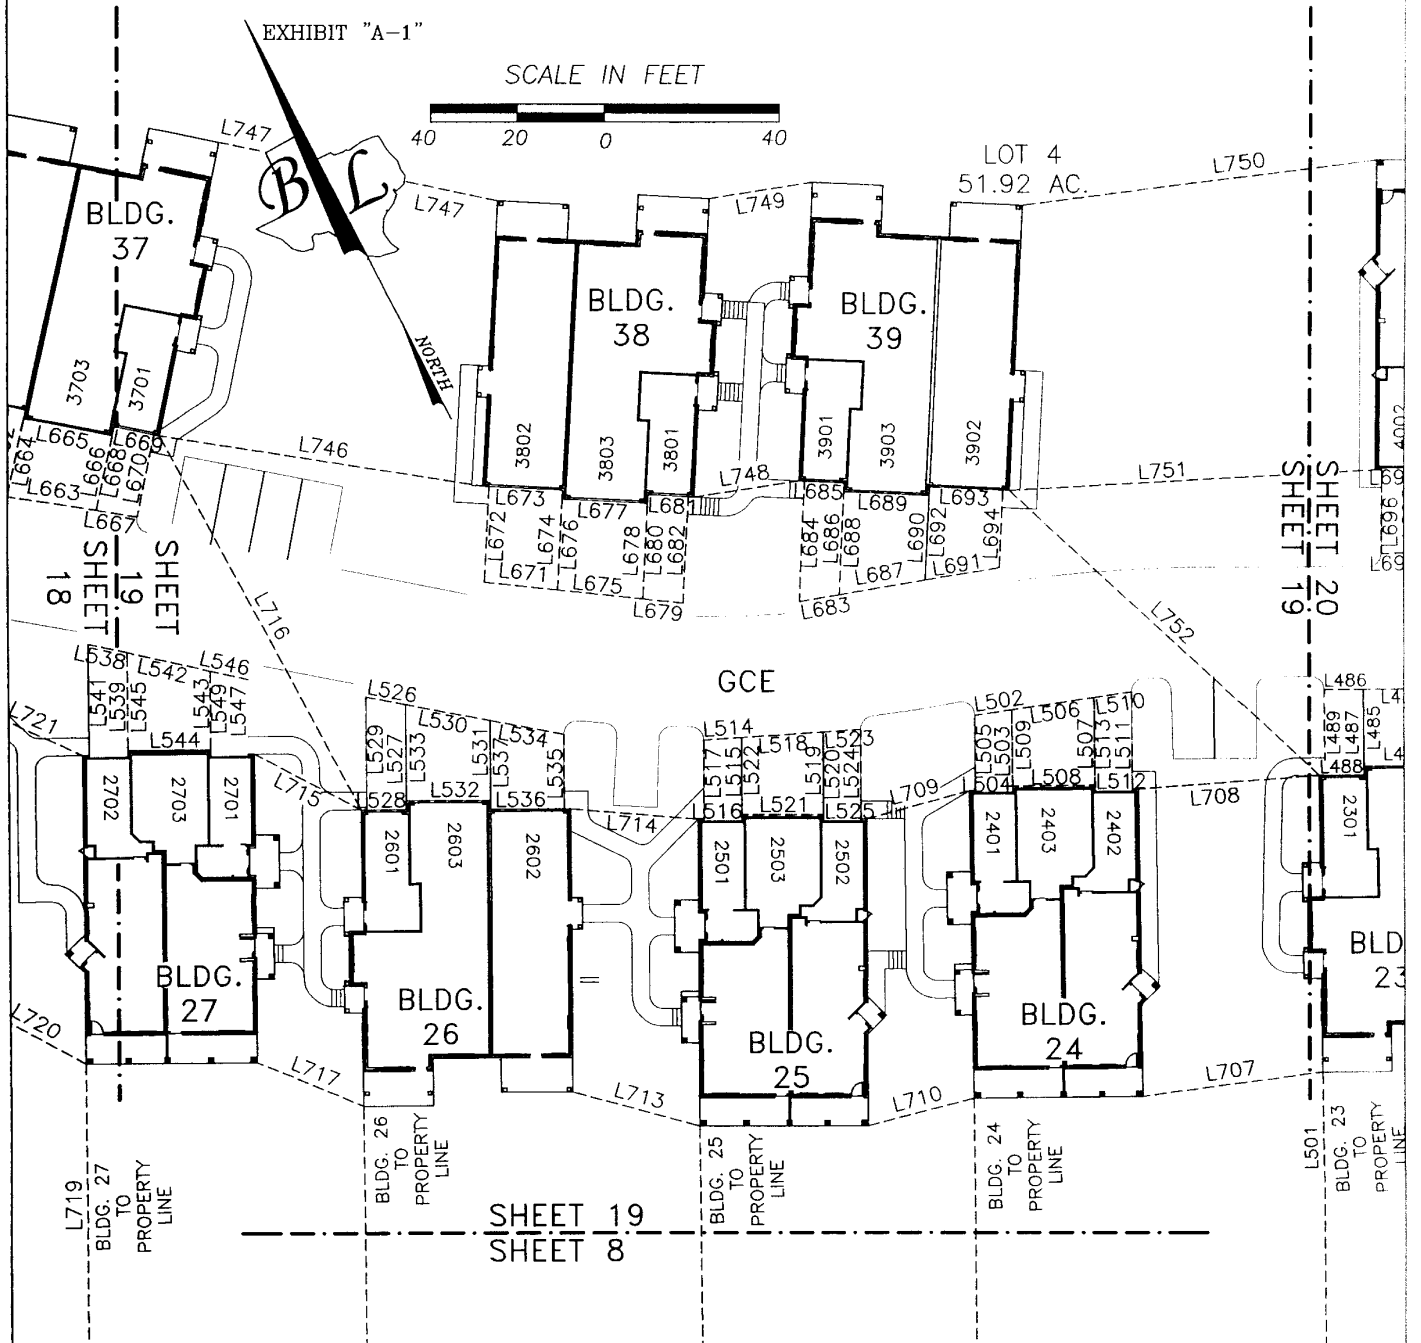 EXHIBIT "A-1"
SCALE IN FEET
40 20 0 40
LOT 4
51.92 AC.
L747
L747
L749
L750
B L
NORTH
BLDG.
37
BLDG.
38
BLDG.
39
3703
3701
3802
3803
3801
3901
3903
3902
4002
L665
L669
L746
L748
L751
L664
L666
L668
L670
L663
L667
L673
L677
L68
L685
L689
L693
L69
L672
L674
L676
L678
L680
L682
L684
L686
L688
L690
L692
L694
L696
L671
L675
L679
L683
L687
L691
L69
SHEET 18
SHEET 19
SHEET 20
SHEET 19
L716
L752
GCE
L538
L542
L546
L526
L530
L534
L514
L518
L523
L502
L506
L510
L486
L4
L721
L541
L539
L545
L543
L549
L547
L529
L527
L533
L531
L537
L535
L517
L515
L522
L519
L520
L524
L505
L503
L509
L507
L513
L511
L489
L487
L485
L544
L715
L528
L532
L536
L714
L516
L521
L525
L709
L504
L508
L512
L708
L488
L4
2702
2703
2701
2601
2603
2602
2501
2503
2502
2401
2403
2402
2301
BLDG.
27
BLDG.
26
BLDG.
25
BLDG.
24
BLD
23
L720
L717
L713
L710
L707
L719
BLDG. 27
TO
PROPERTY
LINE
BLDG. 26
TO
PROPERTY
LINE
BLDG. 25
TO
PROPERTY
LINE
BLDG. 24
TO
PROPERTY
LINE
L501
BLDG. 23
TO
PROPERTY
LINE
SHEET 19
SHEET 8